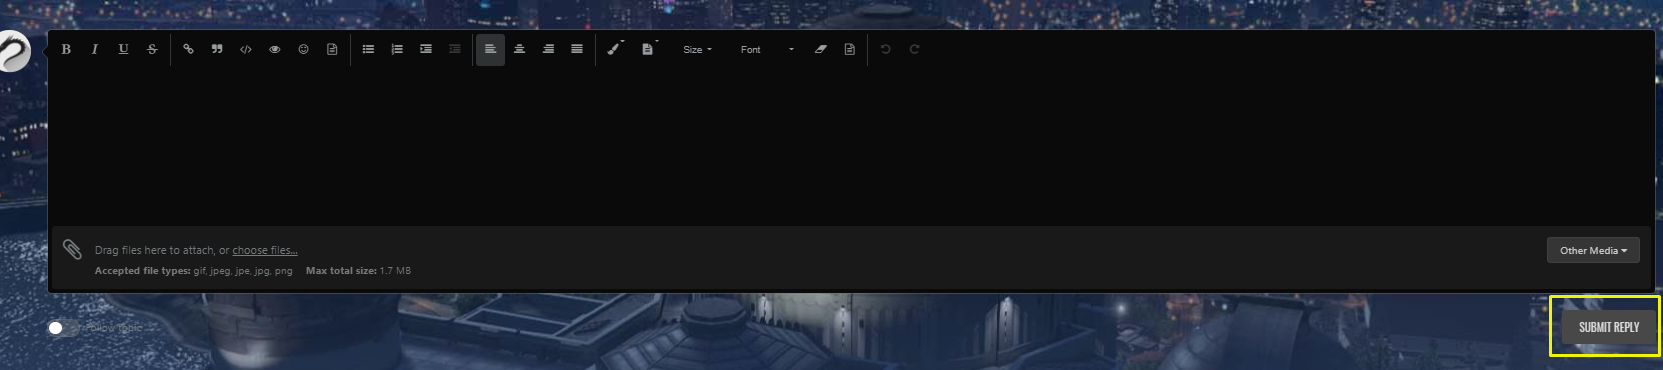 B I U S Size Font
Drag files here to attach, or choose files...
Other Media
Accepted file types: gif, jpeg, jpe, jpg, png Max total size: 1.7 MB
Follow topic
SUBMIT REPLY